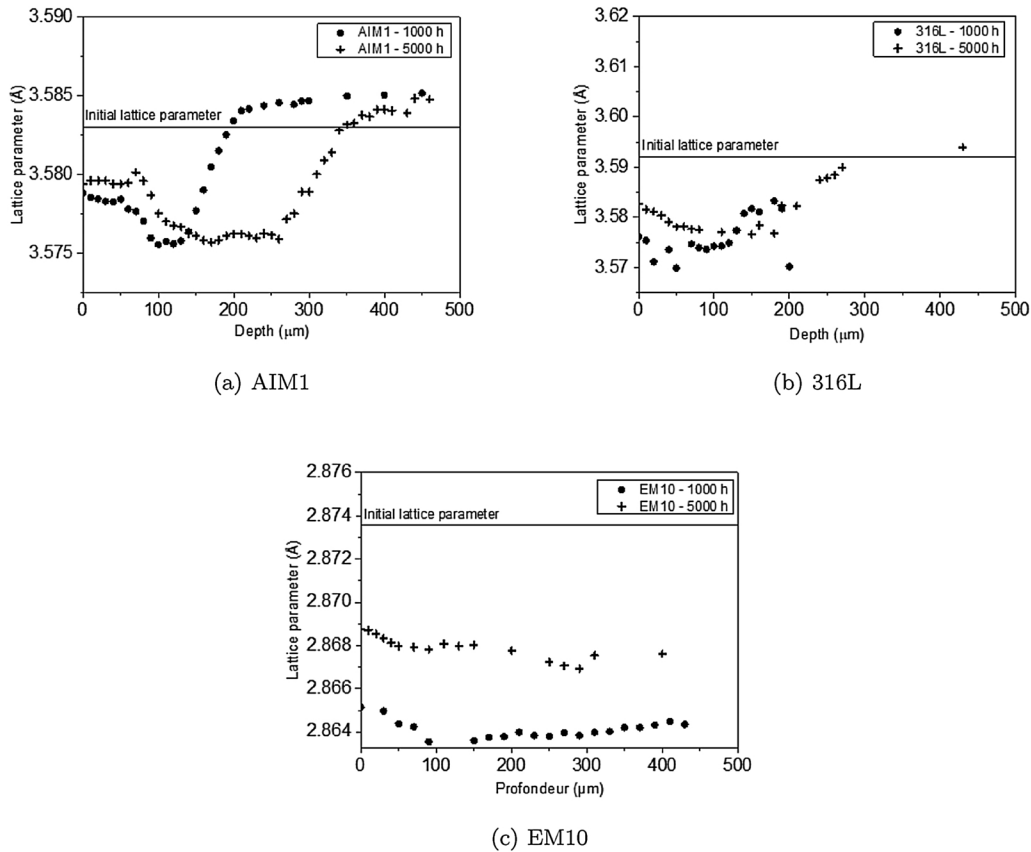 3.590
3.585
3.580
3.575
Lattice parameter (Å)
AIM1 - 1000 h
AIM1 - 5000 h
Initial lattice parameter
0 100 200 300 400 500
Depth (µm)
(a) AIM1
3.62
3.61
3.60
3.59
3.58
3.57
Lattice parameter (Å)
316L - 1000 h
316L - 5000 h
Initial lattice parameter
0 100 200 300 400 500
Depth (µm)
(b) 316L
2.876
2.874
2.872
2.870
2.868
2.866
2.864
Lattice parameter (Å)
EM10 - 1000 h
EM10 - 5000 h
Initial lattice parameter
0 100 200 300 400 500
Profondeur (µm)
(c) EM10